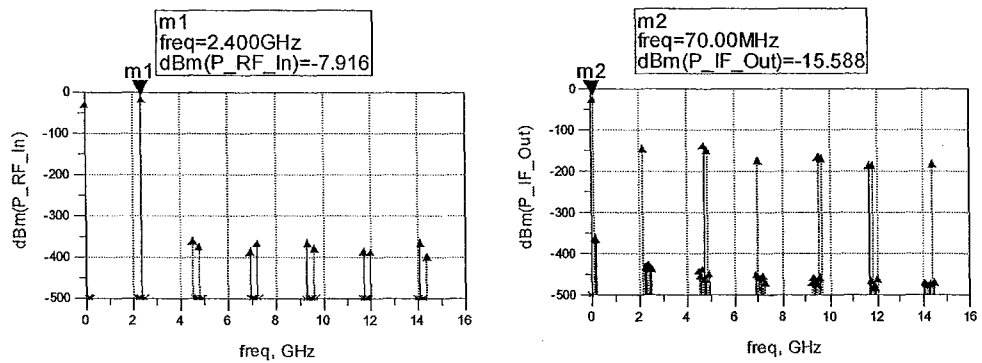 m1
freq=2.400GHz
dBm(P_RF_In)=-7.916
m1
dBm(P_RF_In)
0
-100
-200
-300
-400
-500
0 2 4 6 8 10 12 14 16
freq, GHz
m2
freq=70.00MHz
dBm(P_IF_Out)=-15.588
m2
dBm(P_IF_Out)
0
-100
-200
-300
-400
-500
0 2 4 6 8 10 12 14 16
freq, GHz